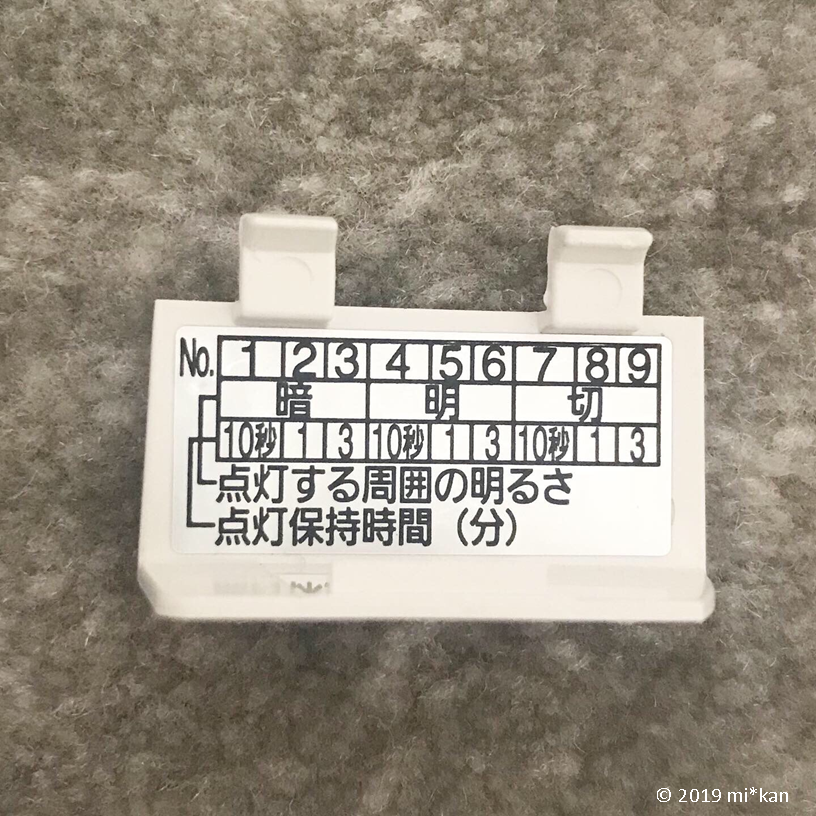 No. 1 2 3 4 5 6 7 8 9
暗 明 切
10秒 1 3 10秒 1 3 10秒 1 3
点灯する周囲の明るさ
点灯保持時間（分）
© 2019 mi*kan